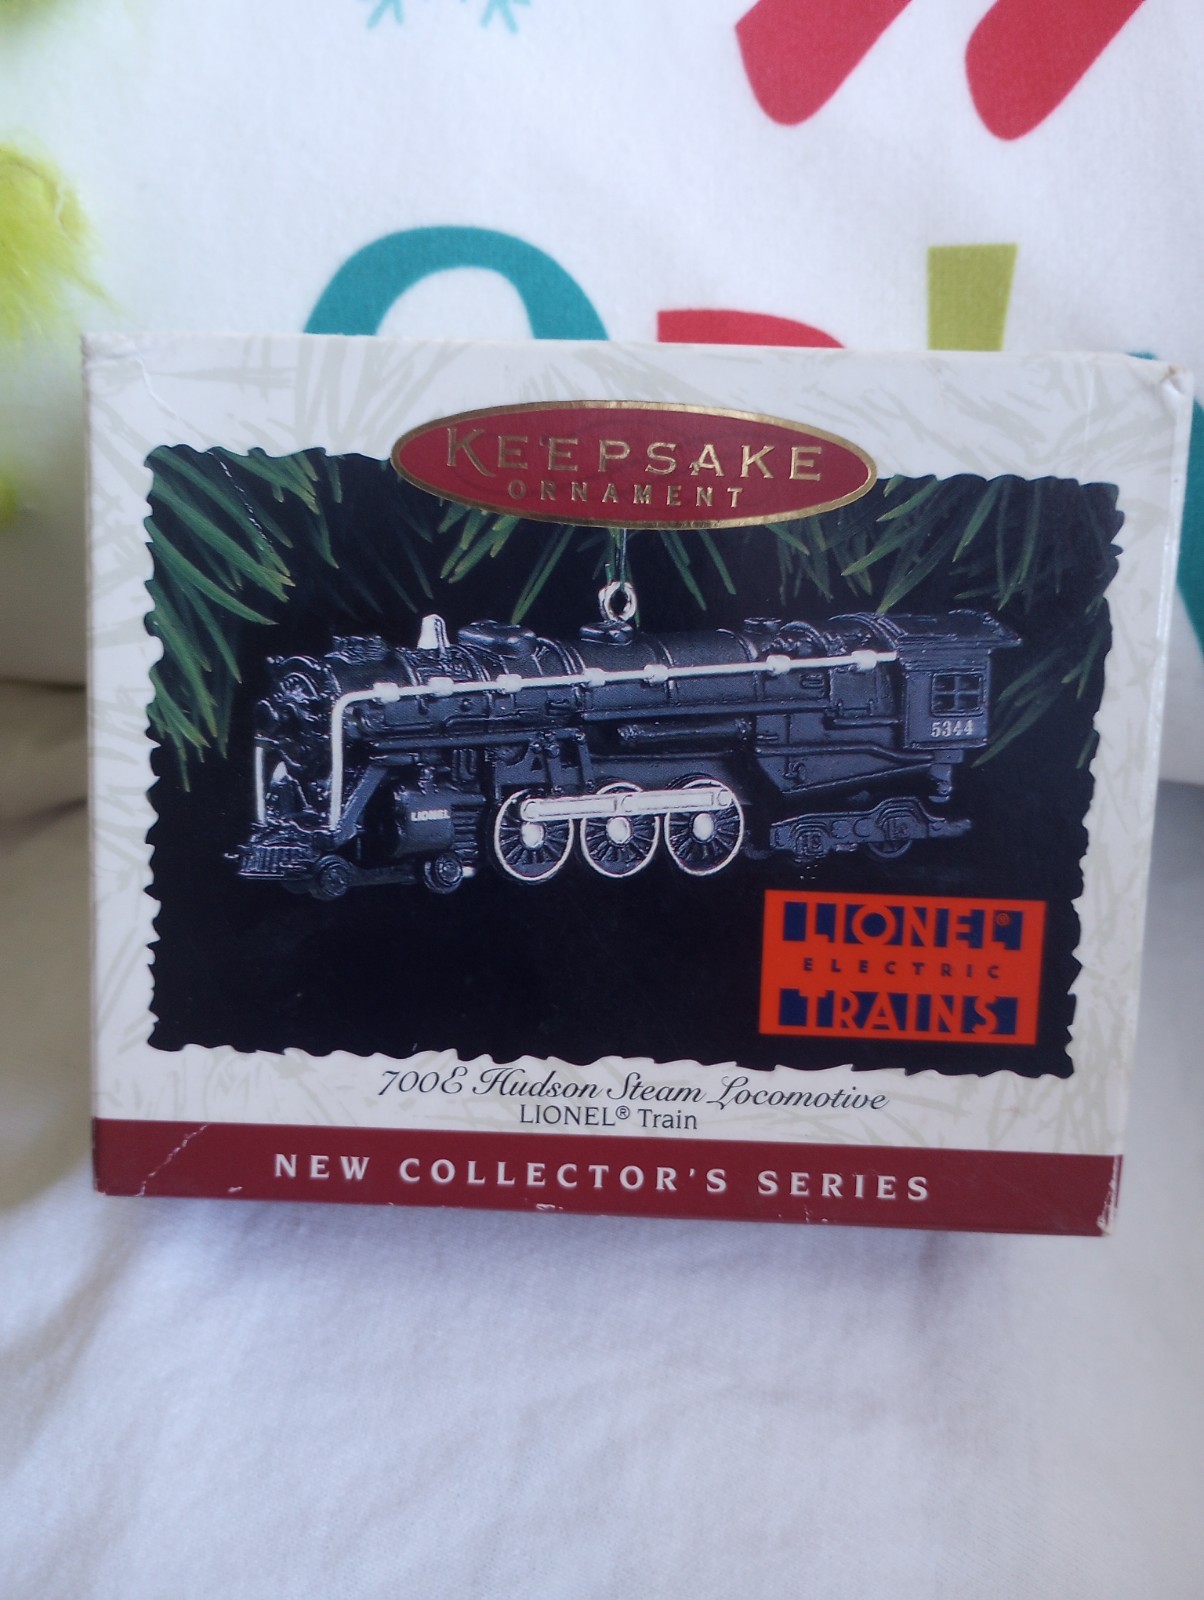 KEEPSAKE
ORNAMENT
5344
LIONEL
LIONEL®
ELECTRIC
TRAINS
700E Hudson Steam Locomotive
LIONEL® Train
NEW COLLECTOR'S SERIES